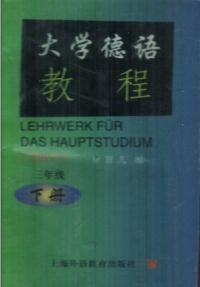 大学德语
教程
LEHRWERK FÜR
DAS HAUPTSTUDIUM
编
三年级
下册
上海外语教育出版社